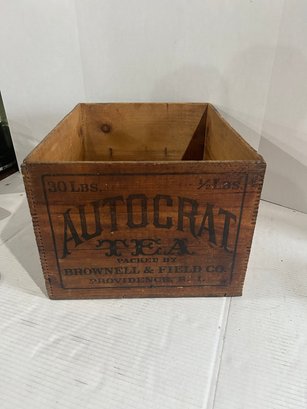 30 LBS. ½ LBS.
AUTOCRAT
TEA
PACKED BY
BROWNELL & FIELD CO.
PROVIDENCE, R. I.